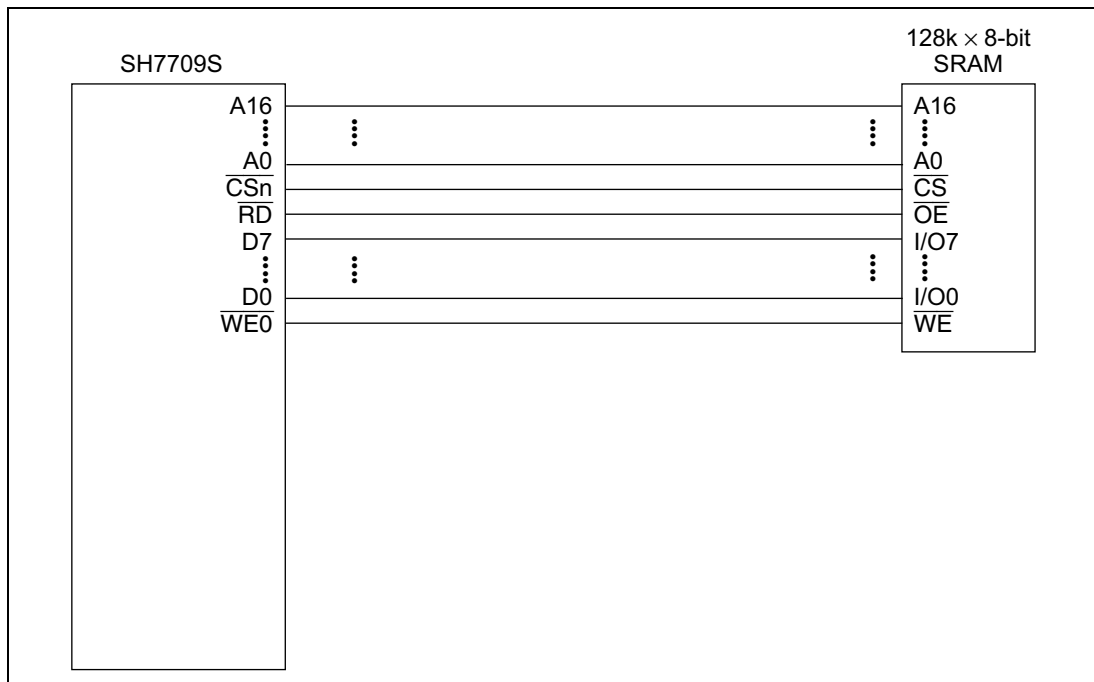 SH7709S
A16
A0
CSn
RD
D7
D0
WE0
128k × 8-bit
SRAM
A16
A0
CS
OE
I/O7
I/O0
WE